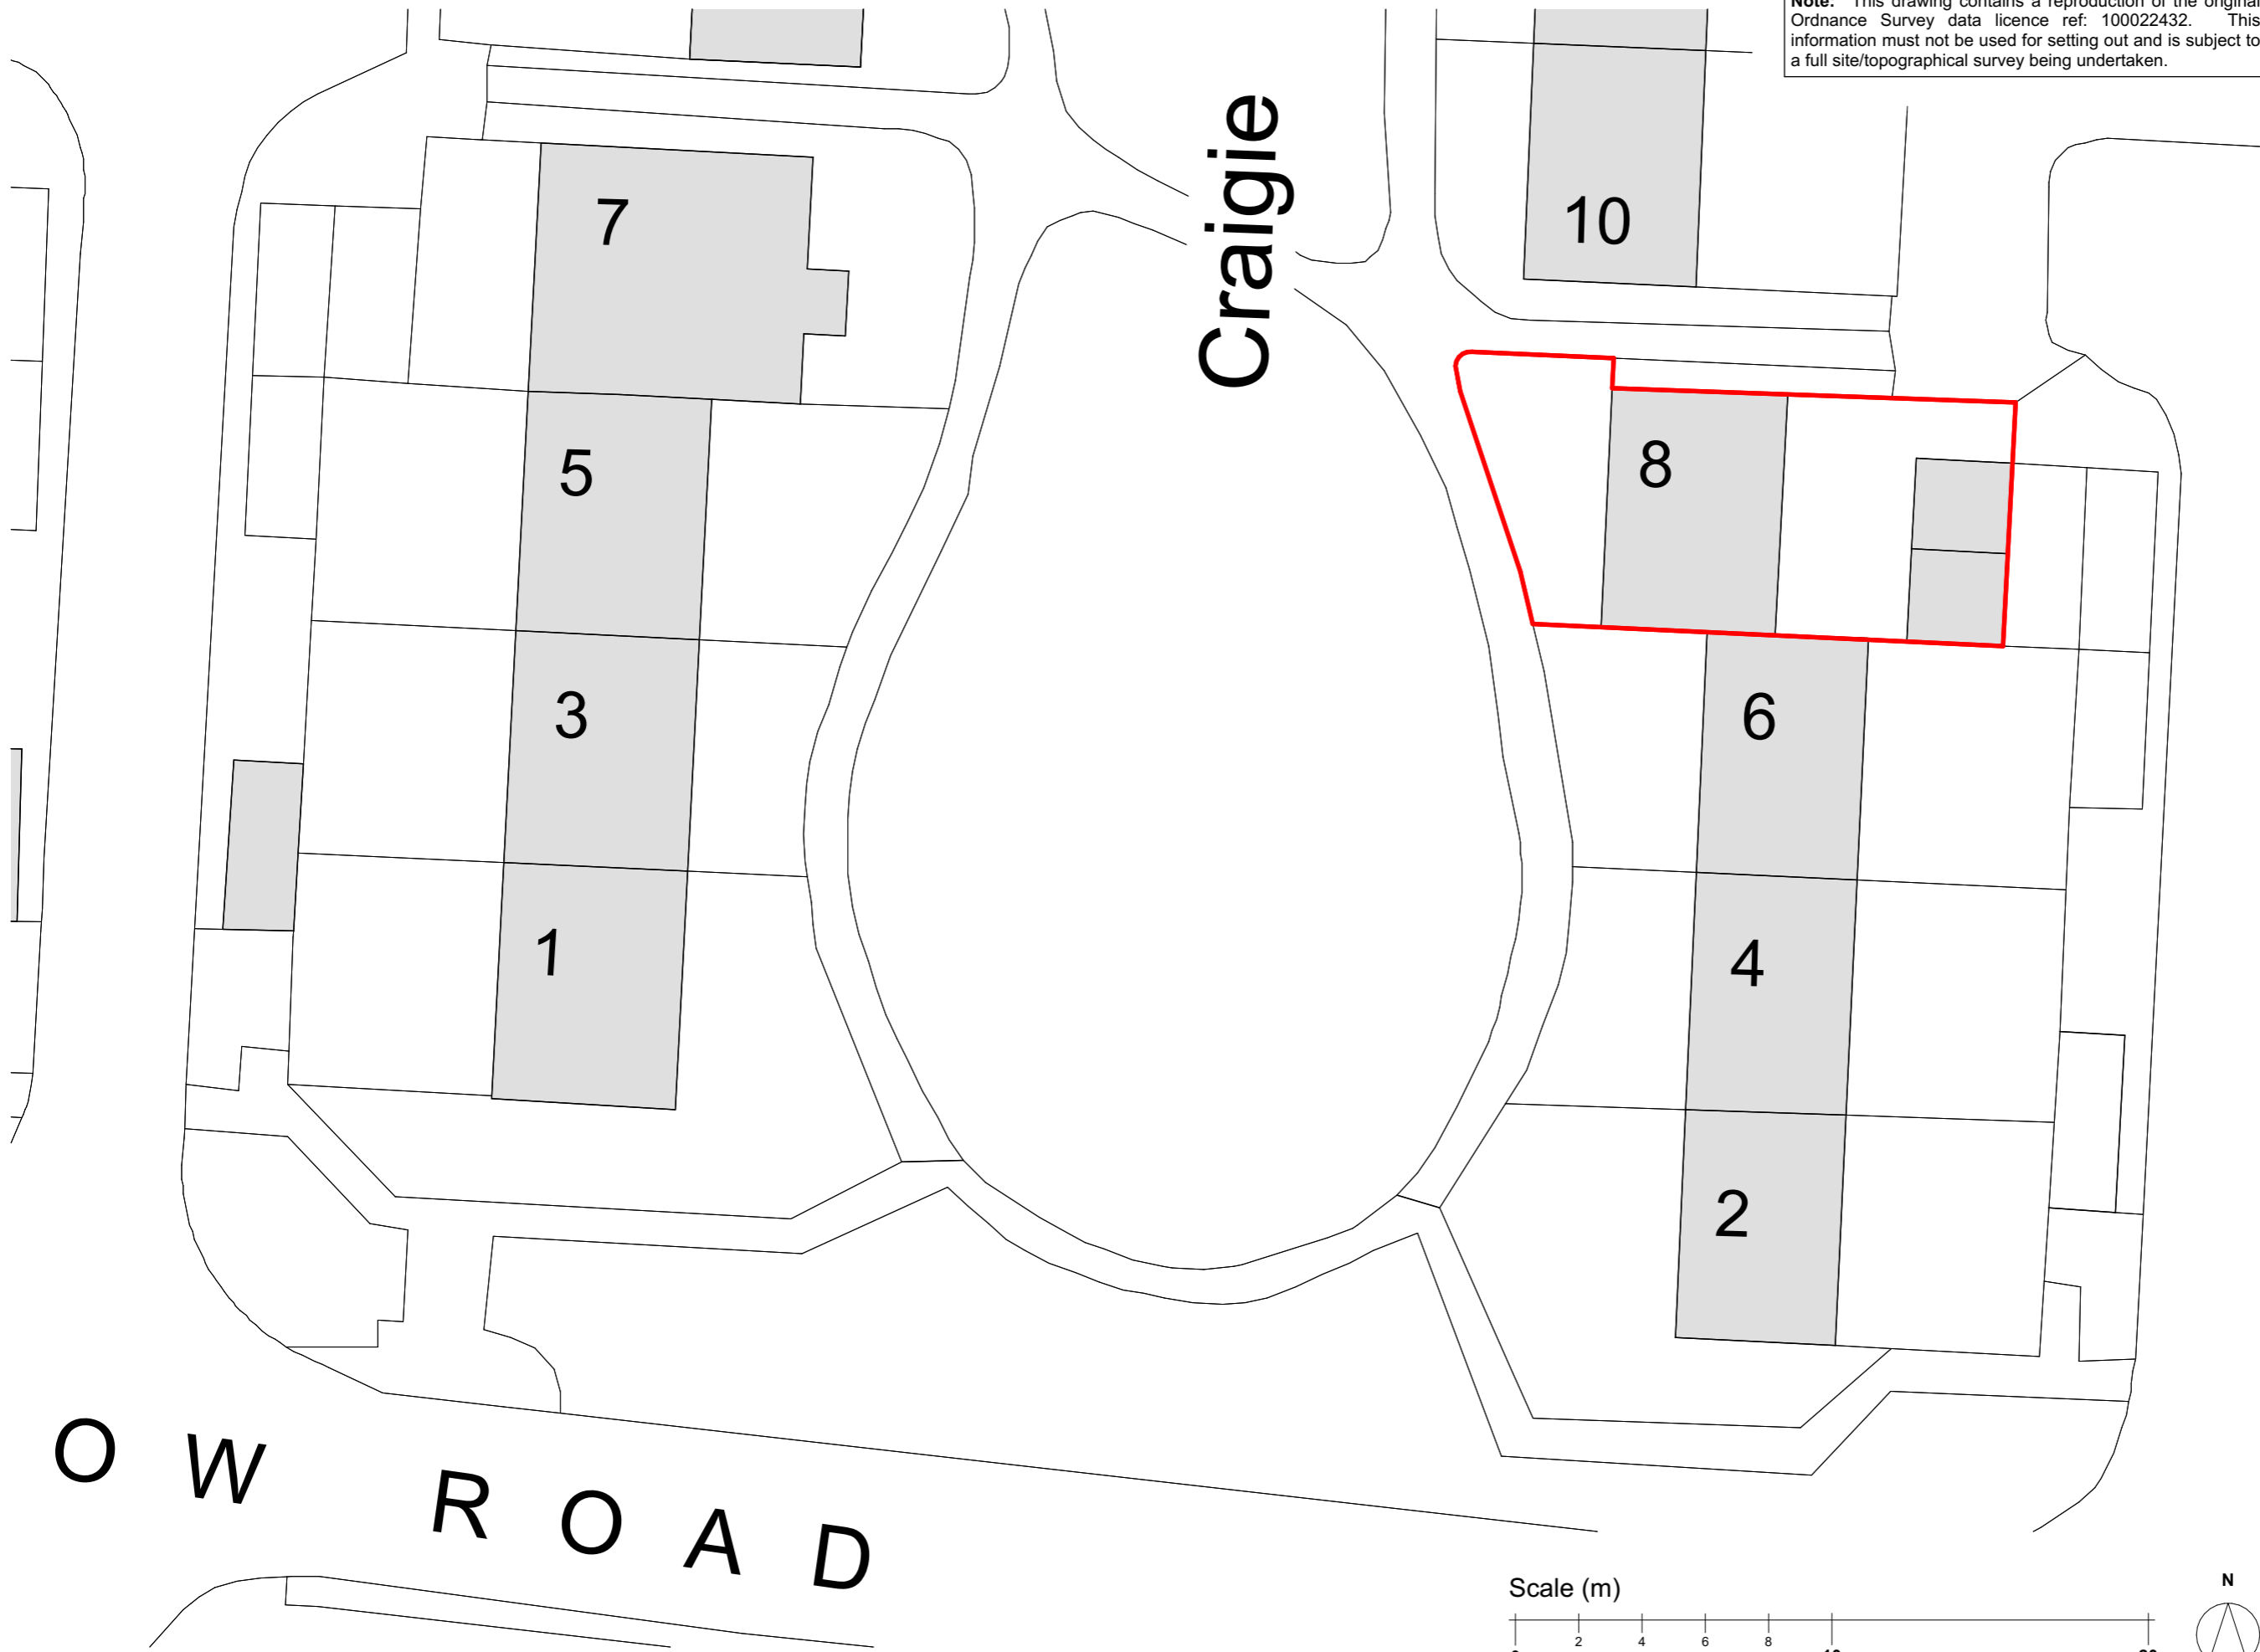 Note: This drawing contains a reproduction of the original
Ordnance Survey data licence ref: 100022432. This
information must not be used for setting out and is subject to
a full site/topographical survey being undertaken.
Craigie
7
10
5
8
3
6
1
4
2
OW ROAD
Scale (m)
N
2 4 6 8